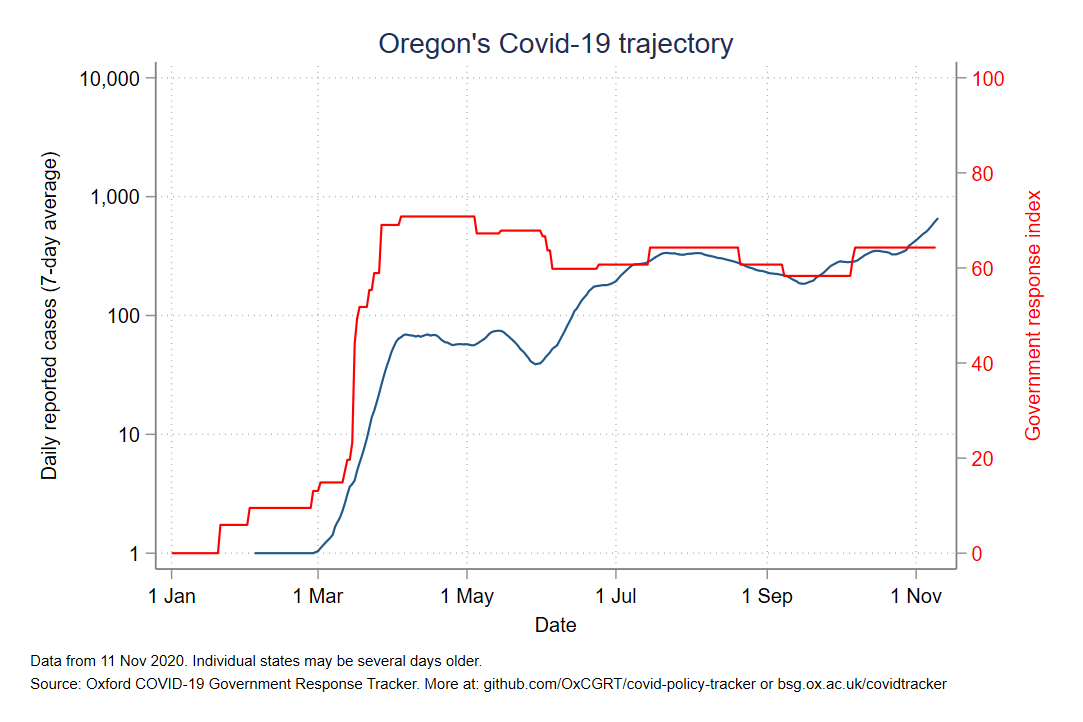 Oregon's Covid-19 trajectory
Daily reported cases (7-day average)
10,000
1,000
100
10
1
100
80
60
40
20
0
Government response index
1 Jan
1 Mar
1 May
1 Jul
1 Sep
1 Nov
Date
Data from 11 Nov 2020. Individual states may be several days older.
Source: Oxford COVID-19 Government Response Tracker. More at: github.com/OxCGRT/covid-policy-tracker or bsg.ox.ac.uk/covidtracker